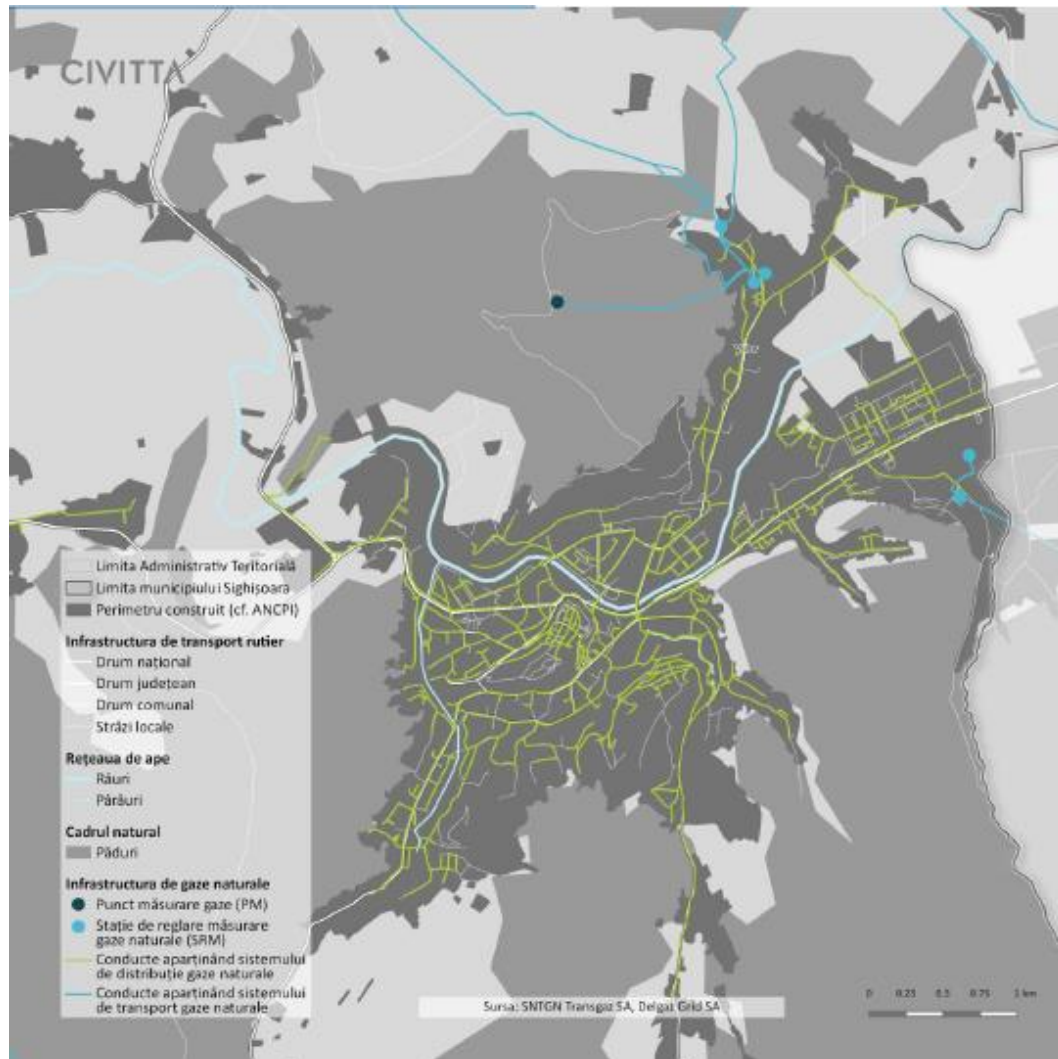 CIVITTA
Limita Administrativ Teritorială
Limita municipiului Sighișoara
Perimetru construit (cf. ANCPI)
Infrastructura de transport rutier
Drum național
Drum județean
Drum comunal
Străzi locale
Rețeaua de ape
Râuri
Pârâuri
Cadrul natural
Păduri
Infrastructura de gaze naturale
Punct măsurare gaze (PM)
Stație de reglare măsurare
gaze naturale (SRM)
Conducte aparținând sistemului
de distribuție gaze naturale
Conducte aparținând sistemului
de transport gaze naturale
Sursa: SNTGN Transgaz SA, Delgaz Grid SA
0 0.25 0.5 0.75 1 km